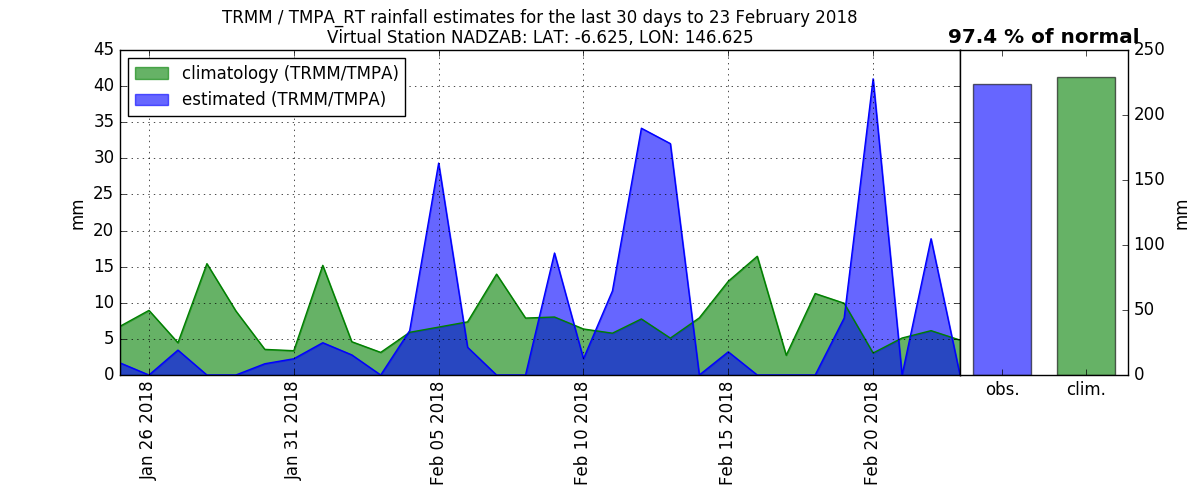 TRMM / TMPA_RT rainfall estimates for the last 30 days to 23 February 2018
Virtual Station NADZAB: LAT: -6.625, LON: 146.625
97.4 % of normal
climatology (TRMM/TMPA)
estimated (TRMM/TMPA)
mm
45
40
35
30
25
20
15
10
5
0
Jan 26 2018
Jan 31 2018
Feb 05 2018
Feb 10 2018
Feb 15 2018
Feb 20 2018
obs.
clim.
250
200
150
100
50
0
mm